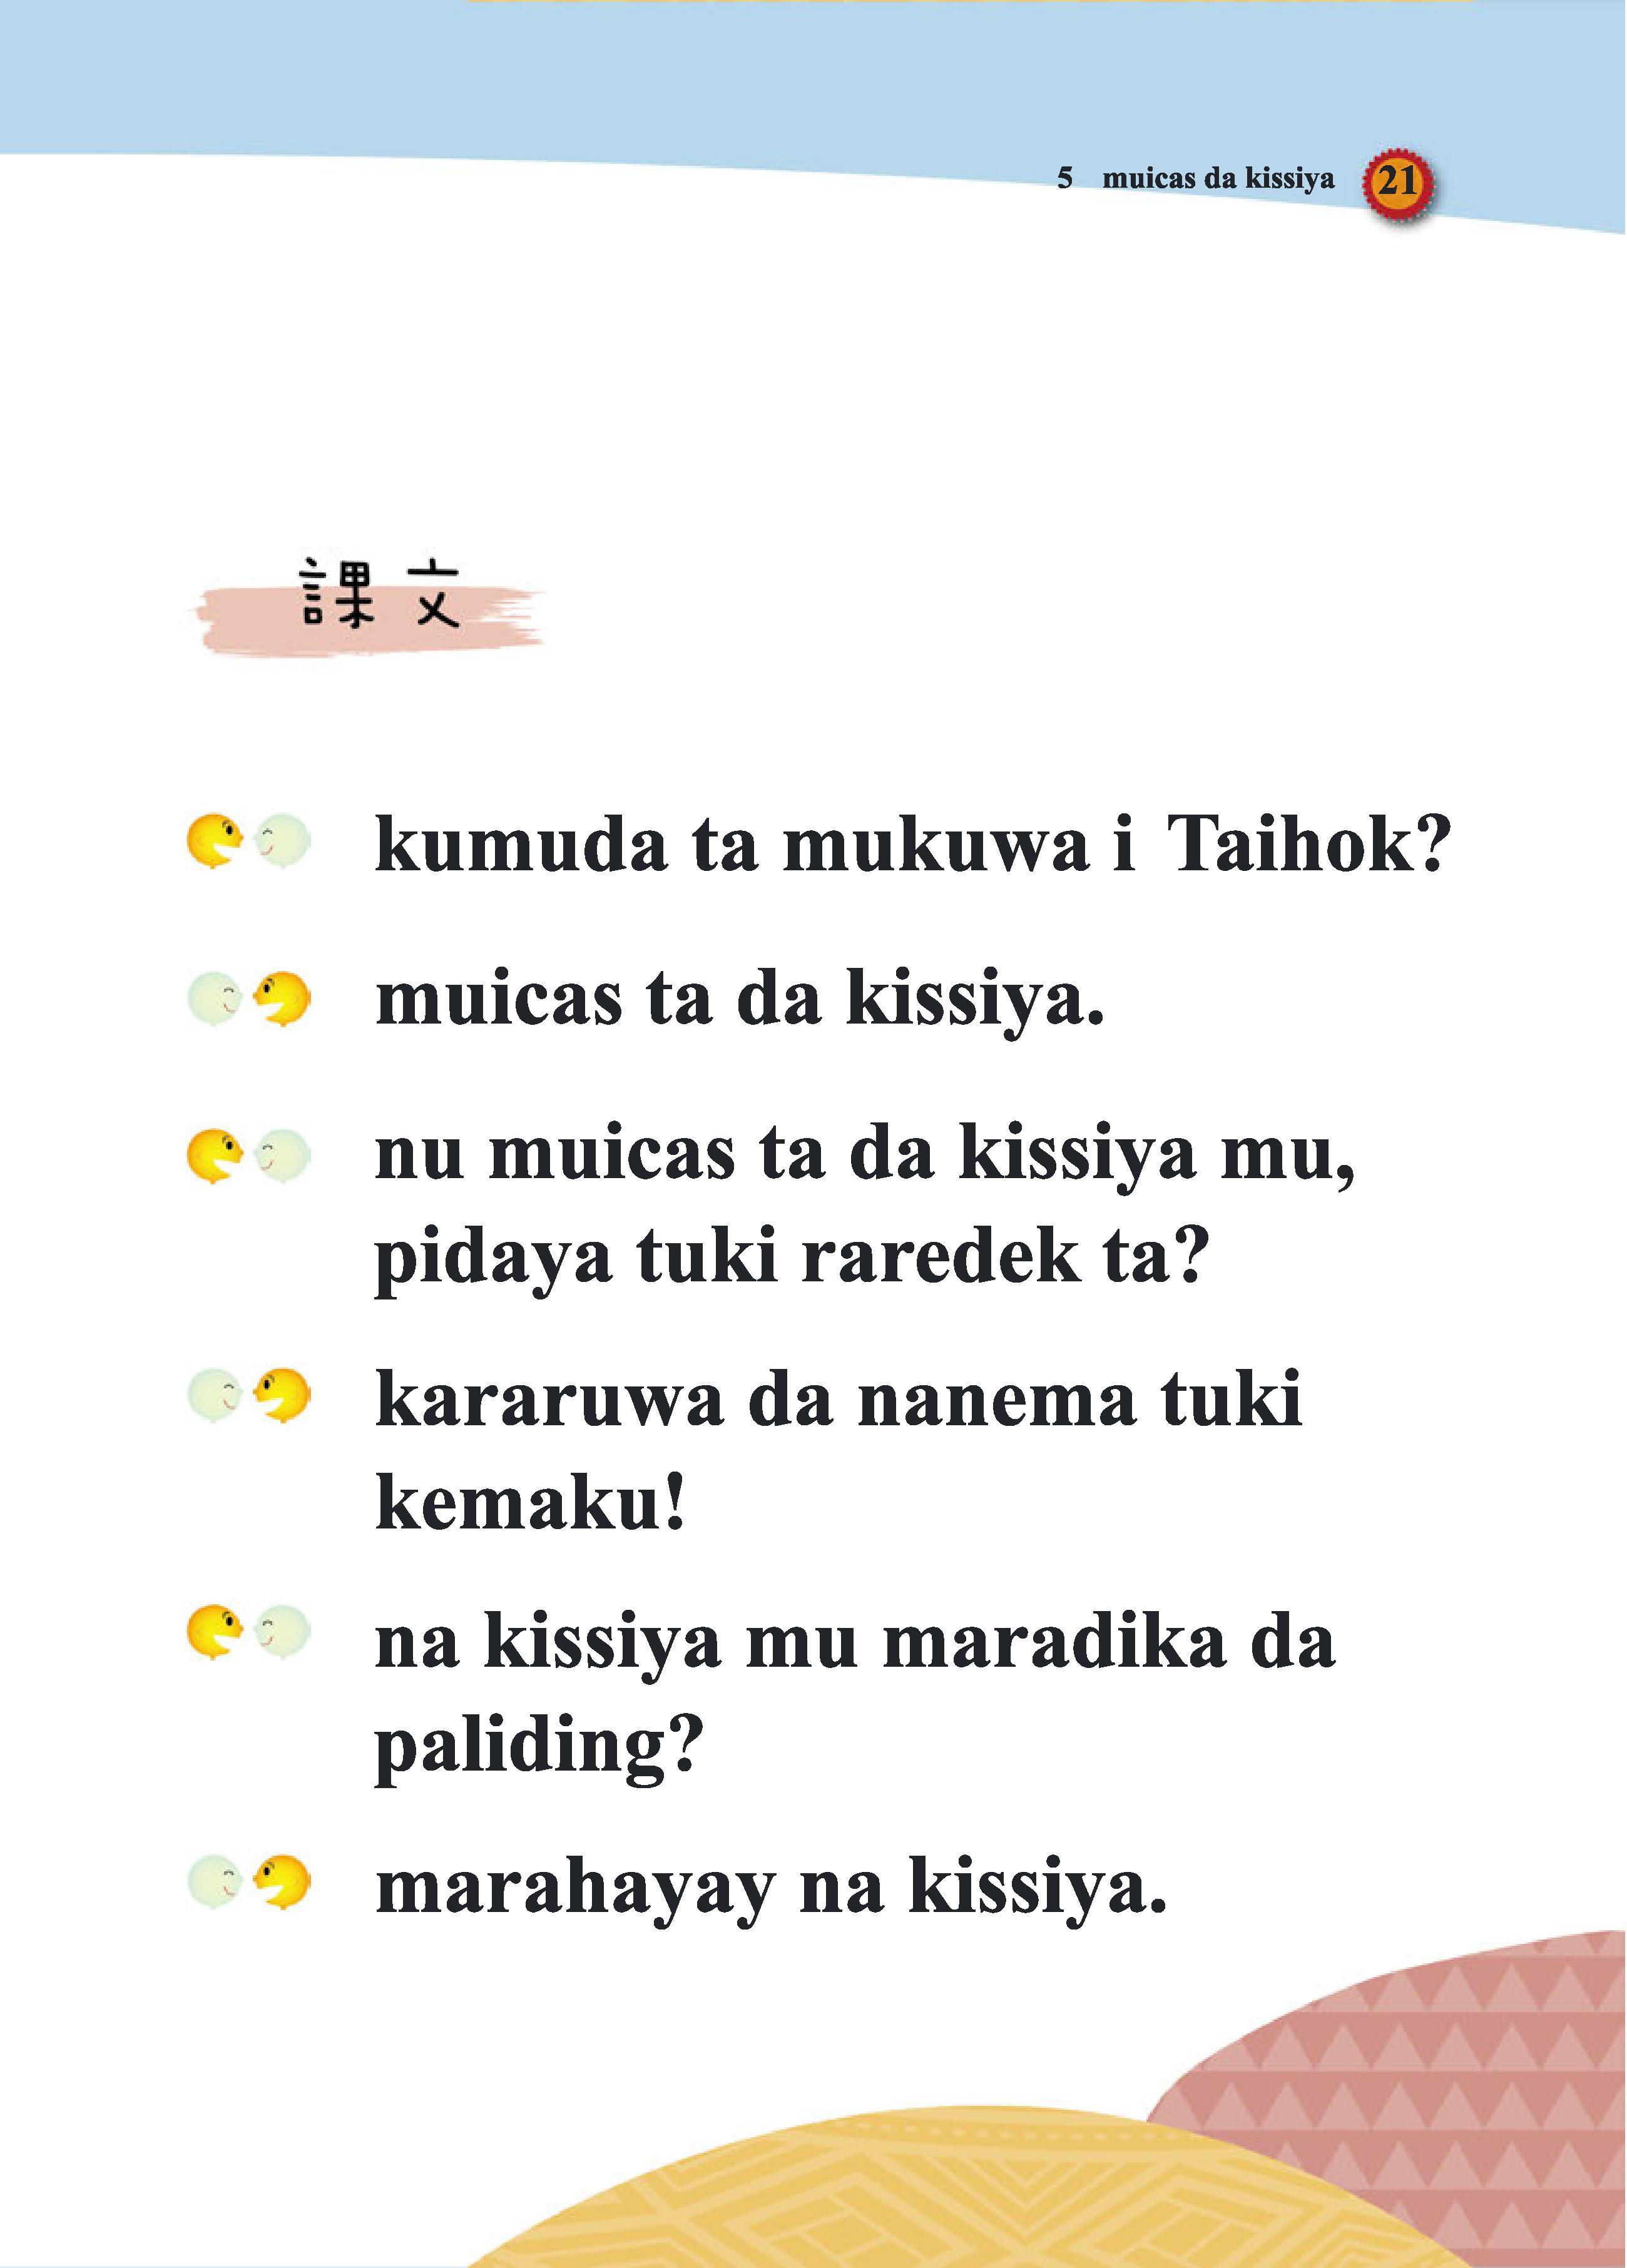 5 muicas da kissiya 21
課文
kumuda ta mukuwa i Taihok?
muicas ta da kissiya.
nu muicas ta da kissiya mu,
pidaya tuki raredek ta?
kararuwa da nanema tuki
kemaku!
na kissiya mu maradika da
paliding?
marahayay na kissiya.